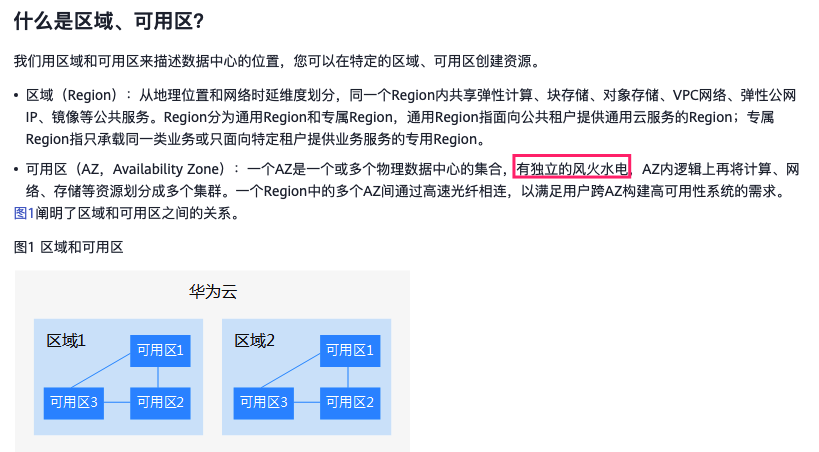 什么是区域、可用区？
我们用区域和可用区来描述数据中心的位置，您可以在特定的区域、可用区创建资源。
• 区域（Region）：从地理位置和网络时延维度划分，同一个Region内共享弹性计算、块存储、对象存储、VPC网络、弹性公网
IP、镜像等公共服务。Region分为通用Region和专属Region，通用Region指面向公共租户提供通用云服务的Region；专属
Region指只承载同一类业务或只面向特定租户提供业务服务的专用Region。
• 可用区（AZ，Availability Zone）：一个AZ是一个或多个物理数据中心的集合，有独立的风火水电，AZ内逻辑上再将计算、网
络、存储等资源划分成多个集群。一个Region中的多个AZ间通过高速光纤相连，以满足用户跨AZ构建高可用性系统的需求。
图1阐明了区域和可用区之间的关系。
图1 区域和可用区
华为云
区域1
可用区1
可用区3
可用区2
区域2
可用区1
可用区3
可用区2